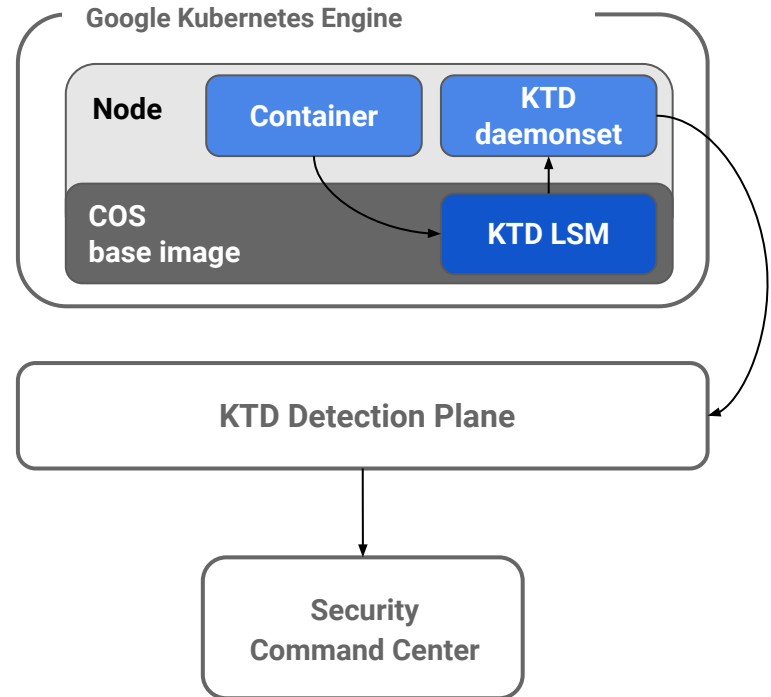 Google Kubernetes Engine
Node
Container
KTD
daemonset
COS
base image
KTD LSM
KTD Detection Plane
Security
Command Center